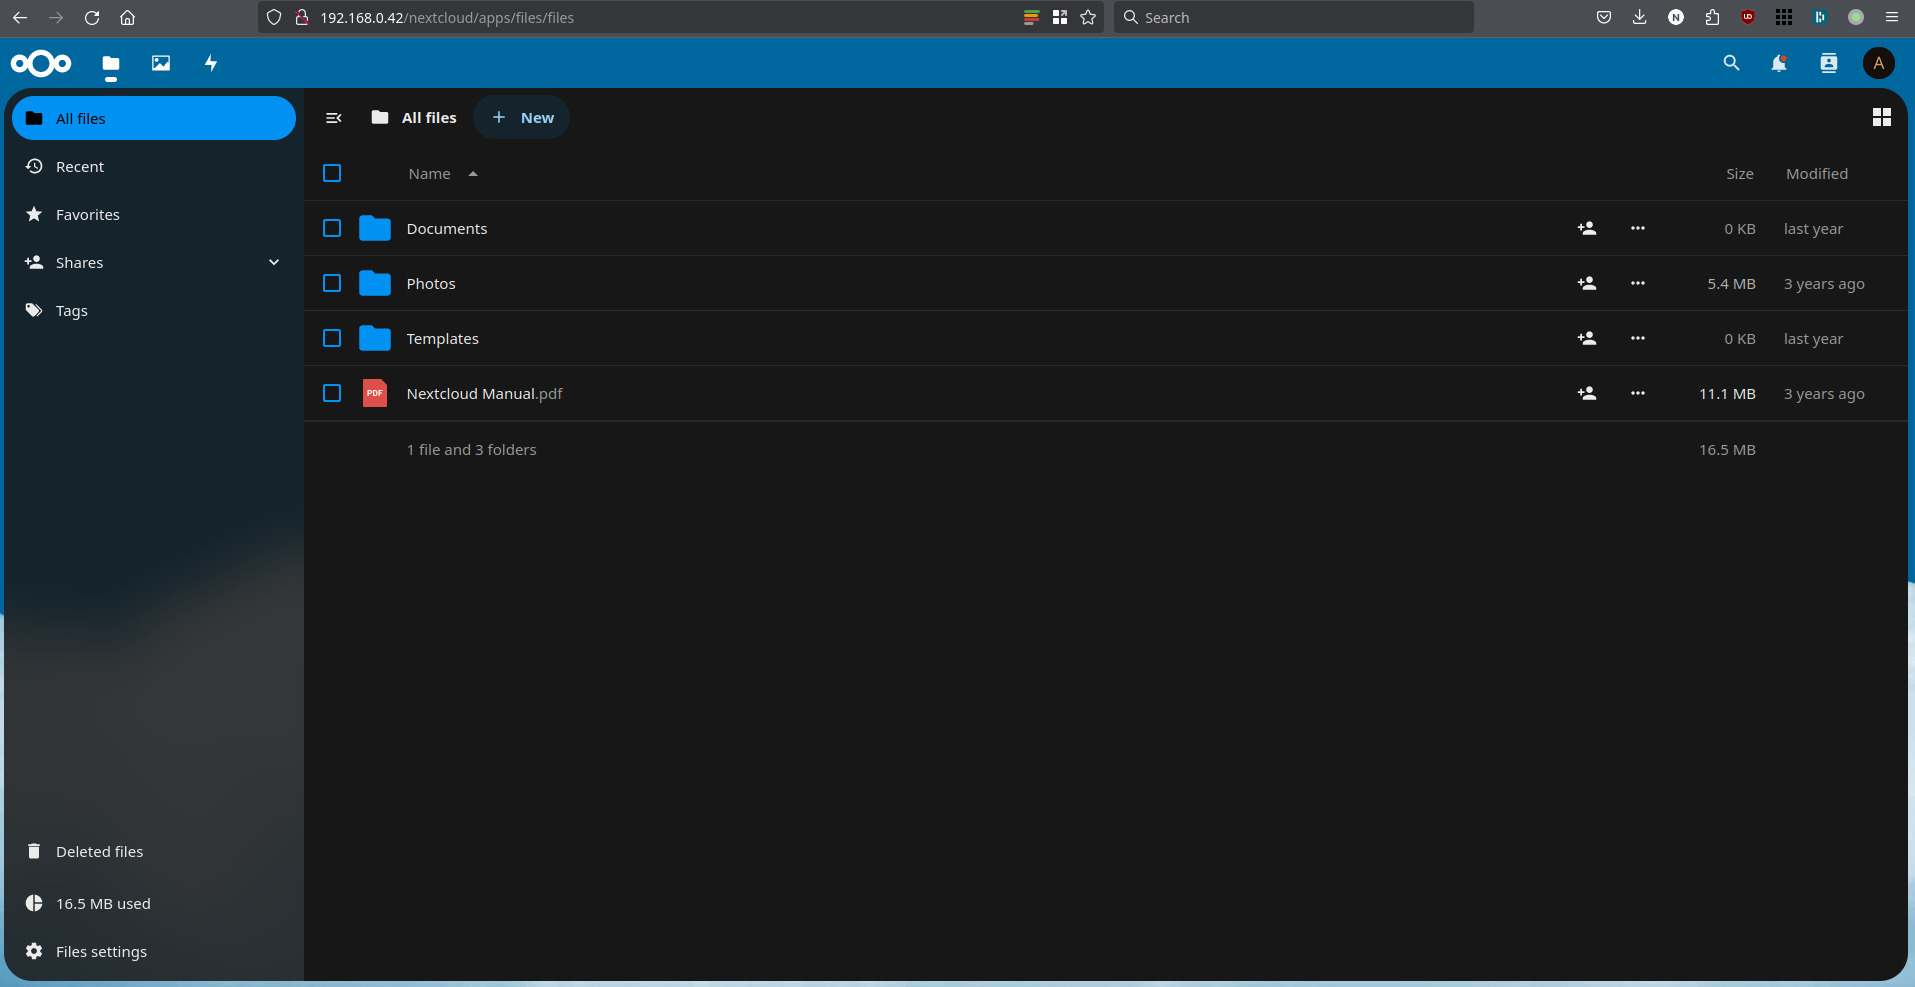 192.168.0.42/nextcloud/apps/files/files
Search
N
UD
A
All files
Recent
Favorites
Shares
Tags
Deleted files
16.5 MB used
Files settings
All files
New
Name Size Modified
Documents 0 KB last year
Photos 5.4 MB 3 years ago
Templates 0 KB last year
PDF Nextcloud Manual.pdf 11.1 MB 3 years ago
1 file and 3 folders 16.5 MB